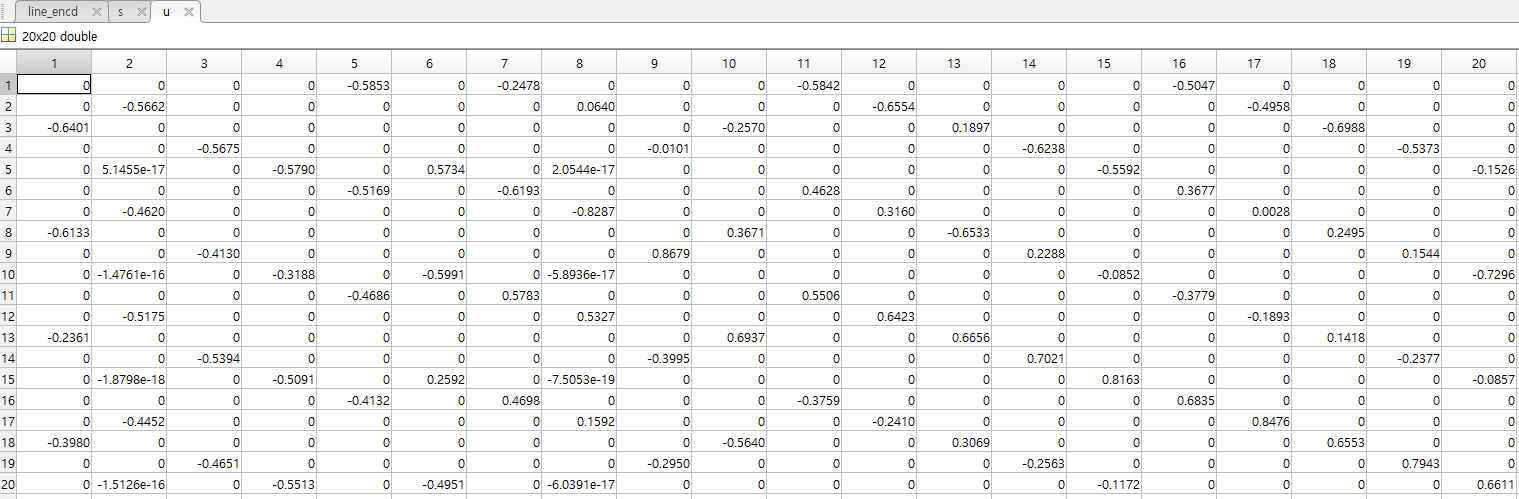 line_encd s u
20x20 double
1 2 3 4 5 6 7 8 9 10 11 12 13 14 15 16 17 18 19 20
1 0 0 0 0 -0.5853 0 -0.2478 0 0 0 -0.5842 0 0 0 0 -0.5047 0 0 0 0
2 0 -0.5662 0 0 0 0 0 0.0640 0 0 0 -0.6554 0 0 0 0 -0.4958 0 0 0
3 -0.6401 0 0 0 0 0 0 0 0 -0.2570 0 0 0.1897 0 0 0 0 -0.6988 0 0
4 0 0 -0.5675 0 0 0 0 0 -0.0101 0 0 0 0 -0.6238 0 0 0 0 -0.5373 0
5 0 5.1455e-17 0 -0.5790 0 0.5734 0 2.0544e-17 0 0 0 0 0 0 -0.5592 0 0 0 0 -0.1526
6 0 0 0 0 -0.5169 0 -0.6193 0 0 0 0.4628 0 0 0 0 0.3677 0 0 0 0
7 0 -0.4620 0 0 0 0 0 -0.8287 0 0 0 0.3160 0 0 0 0 0.0028 0 0 0
8 -0.6133 0 0 0 0 0 0 0 0 0.3671 0 0 -0.6533 0 0 0 0 0.2495 0 0
9 0 0 -0.4130 0 0 0 0 0 0.8679 0 0 0 0 0.2288 0 0 0 0 0.1544 0
10 0 -1.4761e-16 0 -0.3188 0 -0.5991 0 -5.8936e-17 0 0 0 0 0 0 -0.0852 0 0 0 0 -0.7296
11 0 0 0 0 -0.4686 0 0.5783 0 0 0 0.5506 0 0 0 0 -0.3779 0 0 0 0
12 0 -0.5175 0 0 0 0 0 0.5327 0 0 0 0.6423 0 0 0 0 -0.1893 0 0 0
13 -0.2361 0 0 0 0 0 0 0 0 0.6937 0 0 0.6656 0 0 0 0 0.1418 0 0
14 0 0 -0.5394 0 0 0 0 0 -0.3995 0 0 0 0 0.7021 0 0 0 0 -0.2377 0
15 0 -1.8798e-18 0 -0.5091 0 0.2592 0 -7.5053e-19 0 0 0 0 0 0 0.8163 0 0 0 0 -0.0857
16 0 0 0 0 -0.4132 0 0.4698 0 0 0 -0.3759 0 0 0 0 0.6835 0 0 0 0
17 0 -0.4452 0 0 0 0 0 0.1592 0 0 0 -0.2410 0 0 0 0 0.8476 0 0 0
18 -0.3980 0 0 0 0 0 0 0 0 -0.5640 0 0 0.3069 0 0 0 0 0.6553 0 0
19 0 0 -0.4651 0 0 0 0 0 -0.2950 0 0 0 0 -0.2563 0 0 0 0 0.7943 0
20 0 -1.5126e-16 0 -0.5513 0 -0.4951 0 -6.0391e-17 0 0 0 0 0 0 -0.1172 0 0 0 0 0.6611